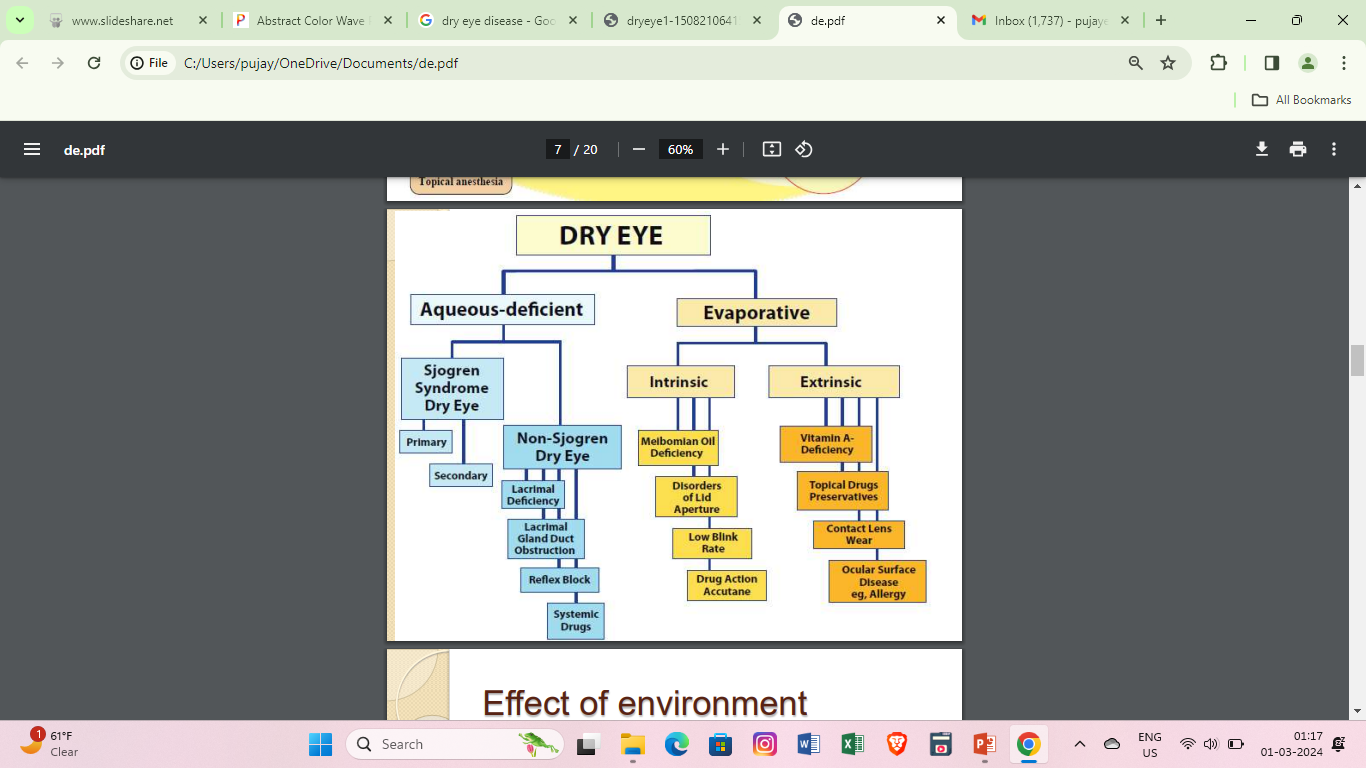 www.slideshare.net
Abstract Color Wave
dry eye disease - Goo
dryeye1-1508210641
de.pdf
Inbox (1,737) - pujaye
File
C:/Users/pujay/OneDrive/Documents/de.pdf
All Bookmarks
de.pdf
7 / 20
60%
Topical anesthesia
DRY EYE
Aqueous-deficient
Evaporative
Sjogren
Syndrome
Dry Eye
Intrinsic
Extrinsic
Primary
Secondary
Non-Sjogren
Dry Eye
Lacrimal
Deficiency
Lacrimal
Gland Duct
Obstruction
Reflex Block
Systemic
Drugs
Meibomian Oil
Deficiency
Disorders
of Lid
Aperture
Low Blink
Rate
Drug Action
Accutane
Vitamin A-
Deficiency
Topical Drugs
Preservatives
Contact Lens
Wear
Ocular Surface
Disease
eg, Allergy
Effect of environment
1
61°F
Clear
Search
ENG
US
01:17
01-03-2024